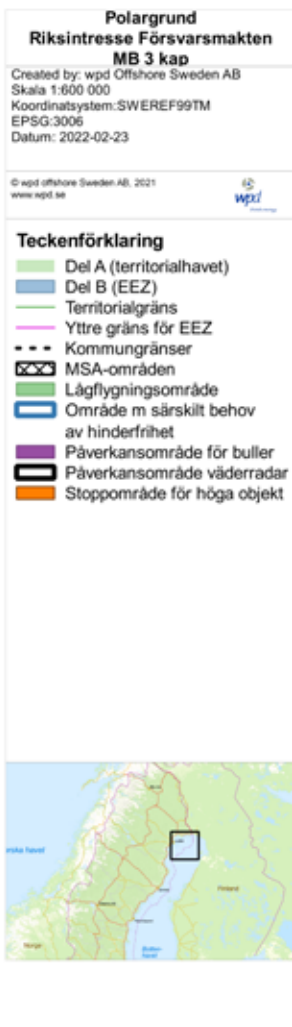 Polargrund
Riksintresse Försvarsmakten
MB 3 kap
Created by: wpd Offshore Sweden AB
Skala 1:600 000
Koordinatsystem:SWEREF99TM
EPSG:3006
Datum: 2022-02-23
© wpd offshore Sweden AB, 2021
www.wpd.se
wpd
Teckenförklaring
Del A (territorialhavet)
Del B (EEZ)
Territorialgräns
Yttre gräns för EEZ
Kommungränser
MSA-områden
Lågflygningsområde
Område m särskilt behov
av hinderfrihet
Påverkansområde för buller
Påverkansområde väderradar
Stoppområde för höga objekt
havet
Finland
Norge
Botten-
havet